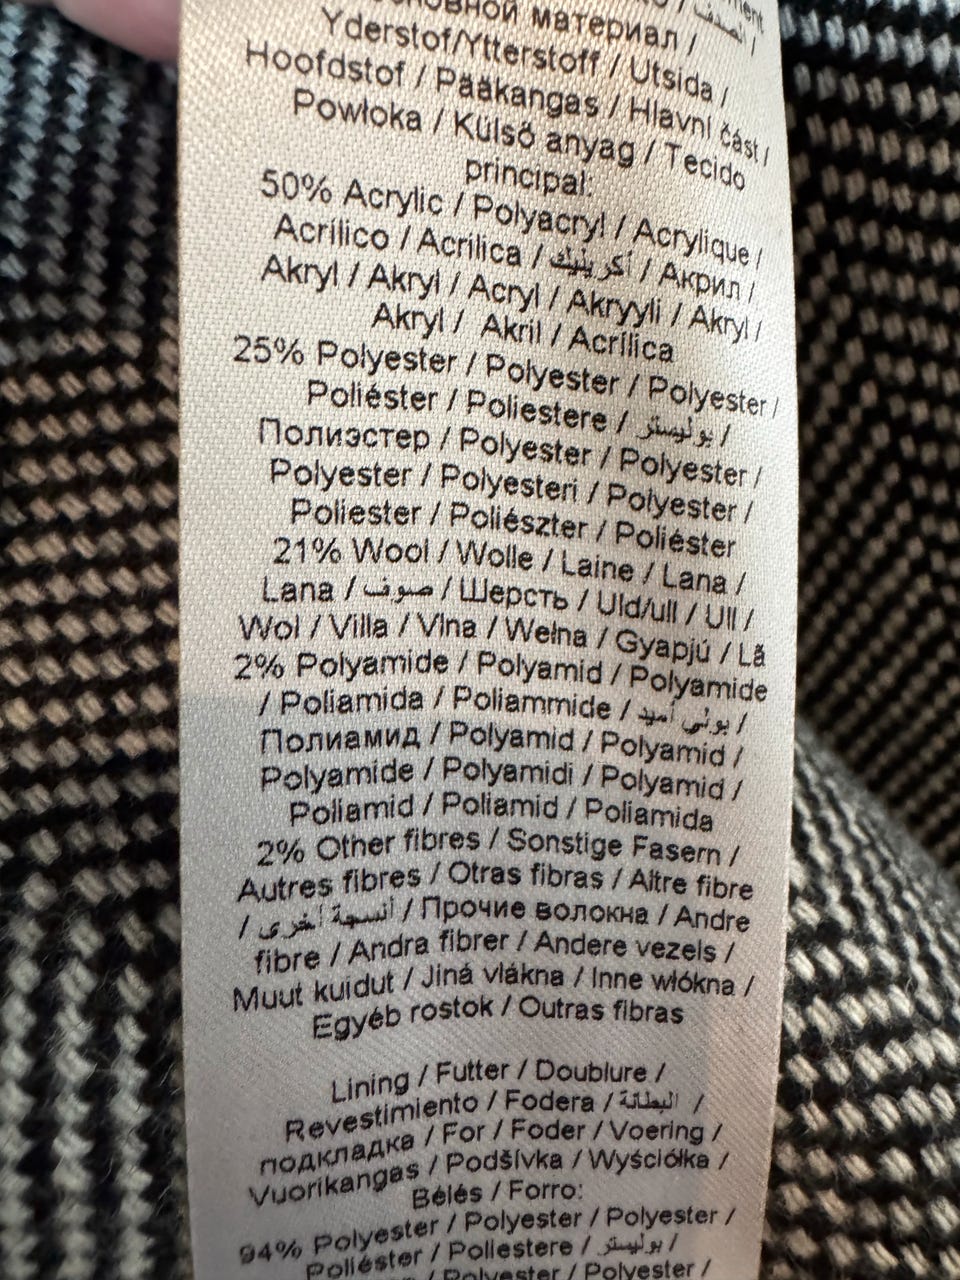 материал /
Yderstof/Ytterstoff / Utsida /
Hoofdstof / Pääkangas / Hlavní část /
Powłoka / Külső anyag / Tecido
principal:
50% Acrylic / Polyacryl / Acrylique /
Acrílico / Acrilica / أكريليك / Акрил /
Akryl / Akryl / Acryl / Akryyli / Akryl /
Akryl / Akril / Acrílica
25% Polyester / Polyester / Polyester /
Poliéster / Poliestere / بوليستر /
Полиэстер / Polyester / Polyester /
Polyester / Polyesteri / Polyester /
Poliester / Poliészter / Poliéster
21% Wool / Wolle / Laine / Lana /
Lana / صوف / Шерсть / Uld/ull / Ull /
Wol / Villa / Vlna / Wełna / Gyapjú / Lã
2% Polyamide / Polyamid / Polyamide
/ Poliamida / Poliammide / بولي أميد /
Полиамид / Polyamid / Polyamid /
Polyamide / Polyamidi / Polyamid /
Poliamid / Poliamid / Poliamida
2% Other fibres / Sonstige Fasern /
Autres fibres / Otras fibras / Altre fibre
/ أنسجة أخرى / Прочие волокна / Andre
fibre / Andra fibrer / Andere vezels /
Muut kuidut / Jiná vlákna / Inne włókna /
Egyéb rostok / Outras fibras
Lining / Futter / Doublure /
Revestimiento / Fodera / البطانة /
подкладка / For / Foder / Voering /
Vuorikangas / Podšívka / Wyściółka /
Bélés / Forro:
94% Polyester / Polyester / Polyester /
Poliéster / Poliestere / بوليستر /
Polyester / Polyester /